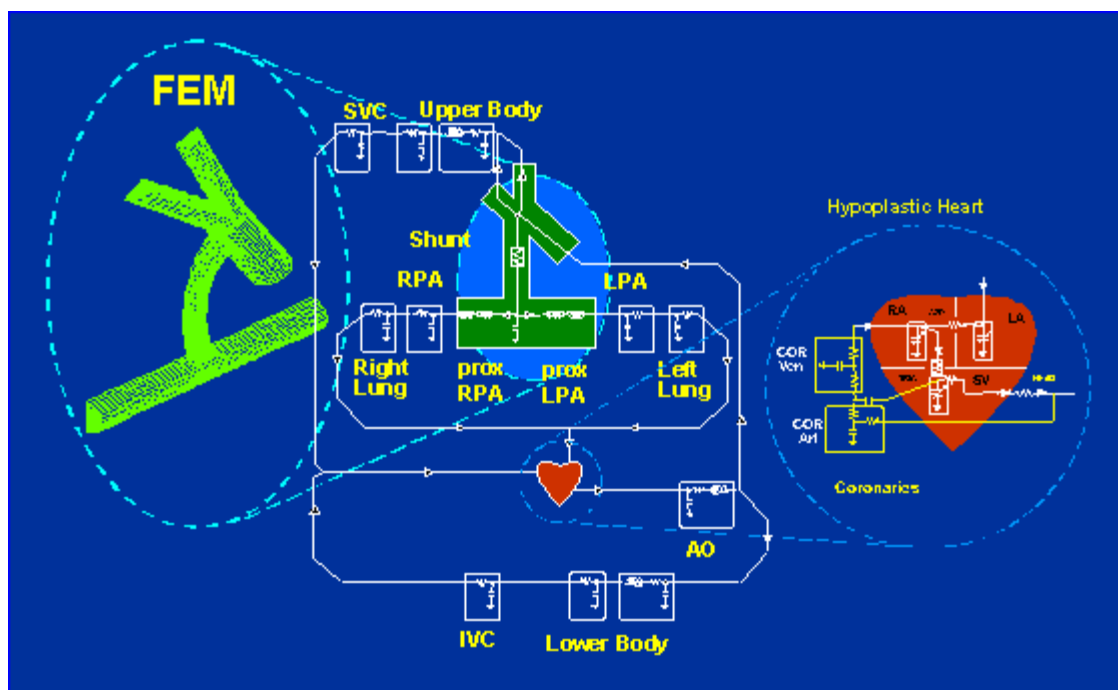 FEM
SVC
Upper Body
Shunt
RPA
LPA
Right
Lung
prox
RPA
prox
LPA
Left
Lung
AO
IVC
Lower Body
Hypoplastic Heart
RA
LA
COR
Ven
SV
COR
Art
Coronaries